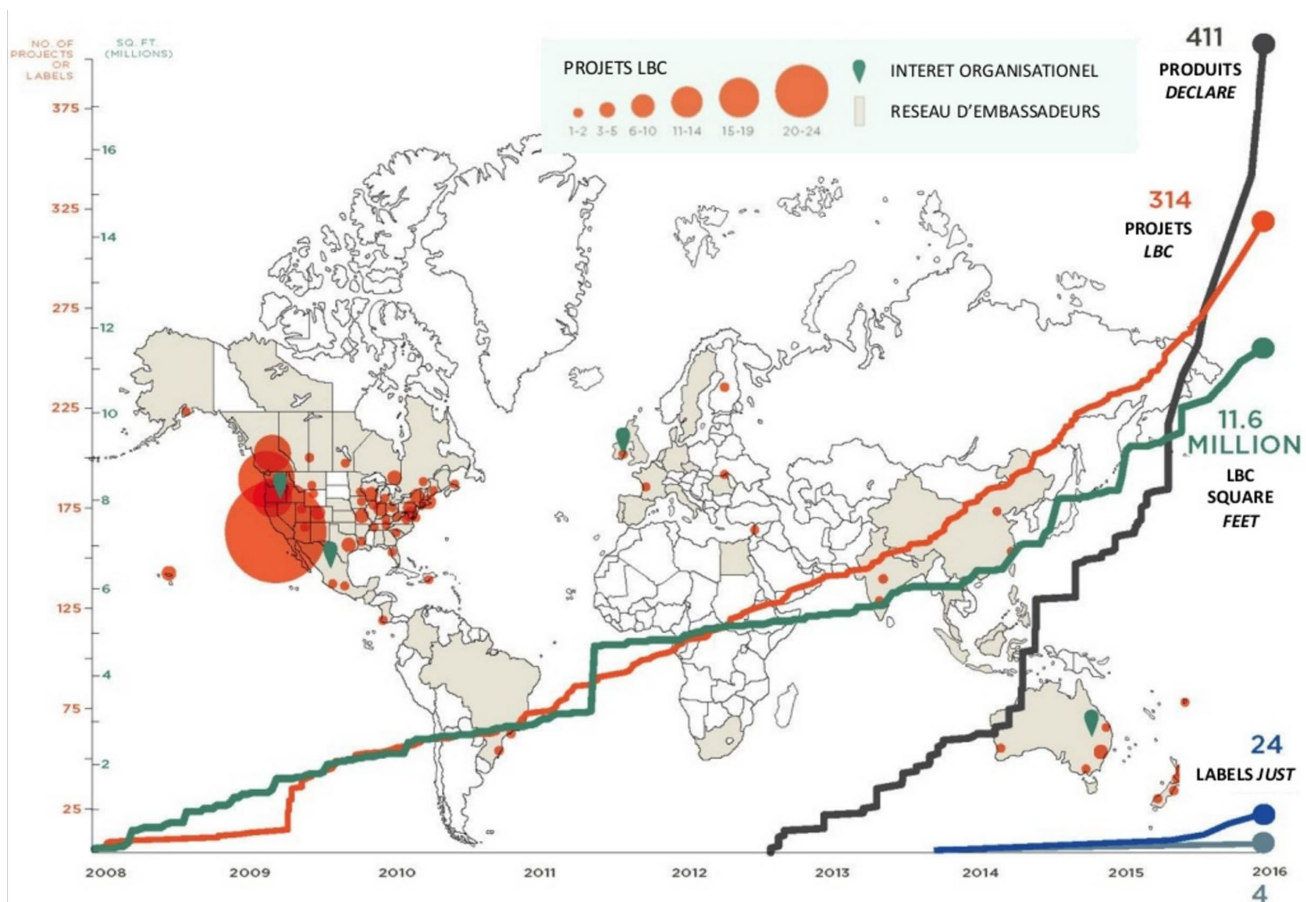 NO. OF
PROJECTS
OR
LABELS
SQ. FT.
(MILLIONS)
375
325
275
225
175
125
75
25
16
14
12
10
8
6
4
2
PROJETS LBC
1-2 3-5 6-10 11-14 15-19 20-24
INTERET ORGANISATIONEL
RESEAU D'EMBASSADEURS
411
PRODUITS
DECLARE
314
PROJETS
LBC
11.6
MILLION
LBC
SQUARE
FEET
24
LABELS JUST
2008 2009 2010 2011 2012 2013 2014 2015 2016
4